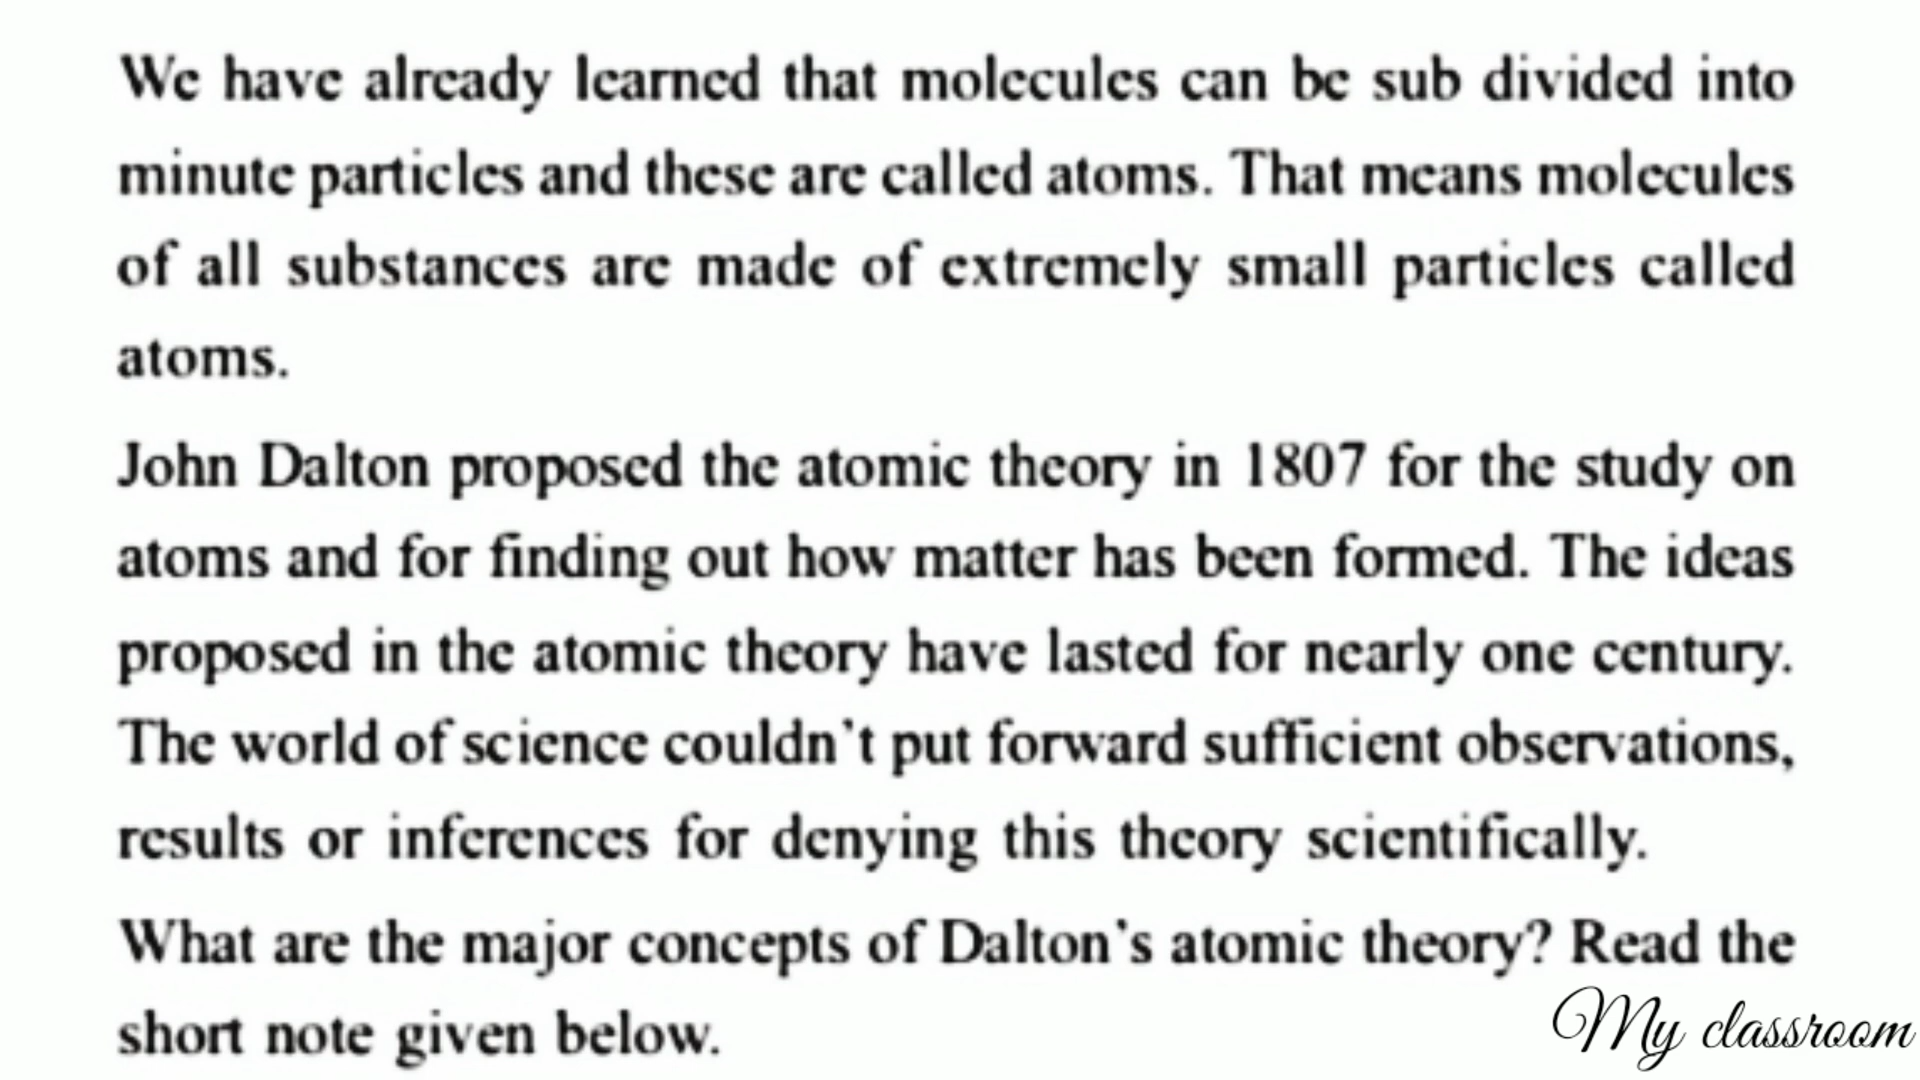 We have already learned that molecules can be sub divided into
minute particles and these are called atoms. That means molecules
of all substances are made of extremely small particles called
atoms.
John Dalton proposed the atomic theory in 1807 for the study on
atoms and for finding out how matter has been formed. The ideas
proposed in the atomic theory have lasted for nearly one century.
The world of science couldn't put forward sufficient observations,
results or inferences for denying this theory scientifically.
What are the major concepts of Dalton's atomic theory? Read the
short note given below.
My classroom